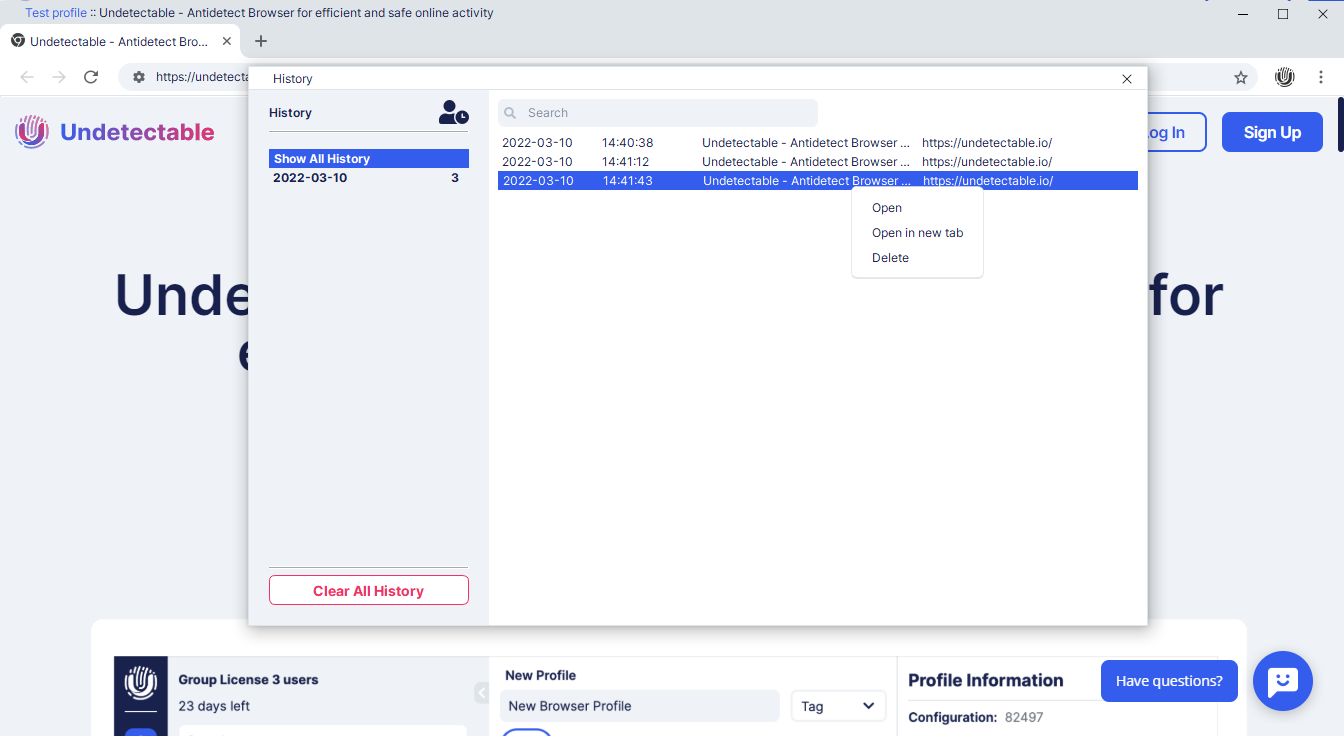 Test profile :: Undetectable - Antidetect Browser for efficient and safe online activity
Undetectable - Antidetect Bro...
History
History
Show All History
2022-03-10 3
Clear All History
Search
2022-03-10 14:40:38 Undetectable - Antidetect Browser ... https://undetectable.io/
2022-03-10 14:41:12 Undetectable - Antidetect Browser ... https://undetectable.io/
2022-03-10 14:41:43 Undetectable - Antidetect Browser ... https://undetectable.io/
Open
Open in new tab
Delete
https://undetecta
Undetectable
Log In
Sign Up
for
Group License 3 users
23 days left
New Profile
New Browser Profile
Tag
Profile Information
Configuration: 82497
Have questions?